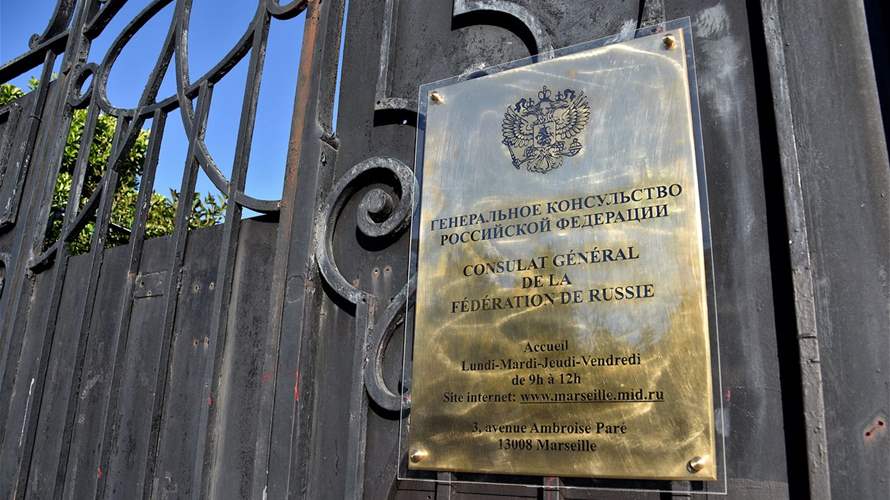 ГЕНЕРАЛЬНОЕ КОНСУЛЬСТВО
РОССИЙСКОЙ ФЕДЕРАЦИИ
CONSULAT GÉNÉRAL
DE LA
FÉDÉRATION DE RUSSIE
Accueil
Lundi-Mardi-Jeudi-Vendredi
de 9h à 12h
Site internet: www.marseille.mid.ru
3, avenue Ambroise Paré
13008 Marseille